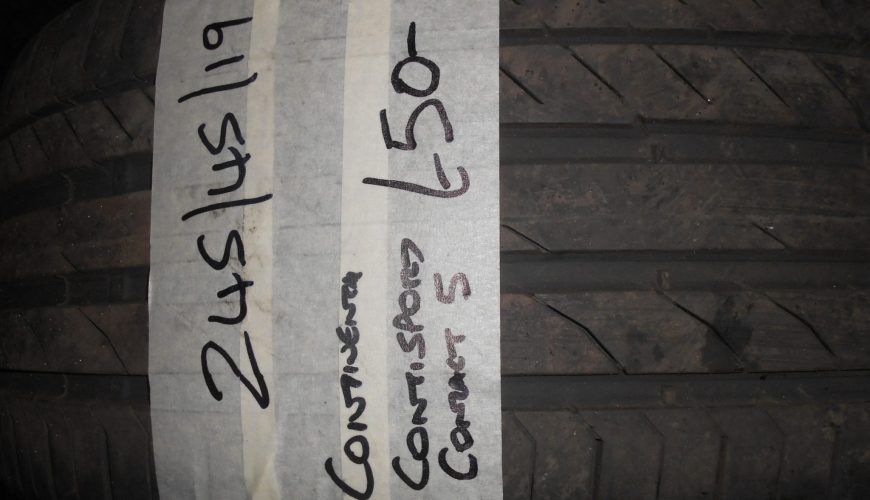 245/45/19
CONTINENTA
CONTISPORT
CONTACT 5
£50-